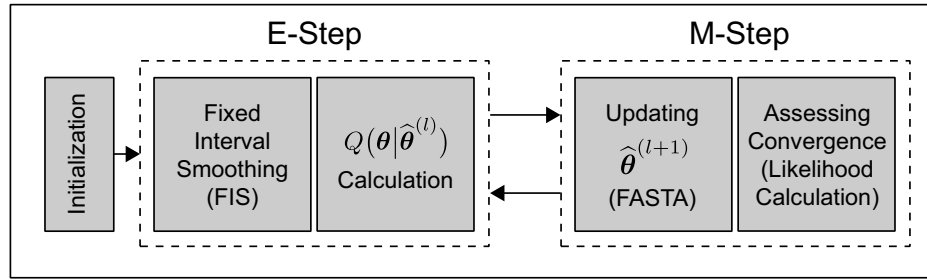 E-Step
M-Step
Initialization
Fixed
Interval
Smoothing
(FIS)
Q(θ|θ̂^(l))
Calculation
Updating
θ̂^(l+1)
(FASTA)
Assessing
Convergence
(Likelihood
Calculation)